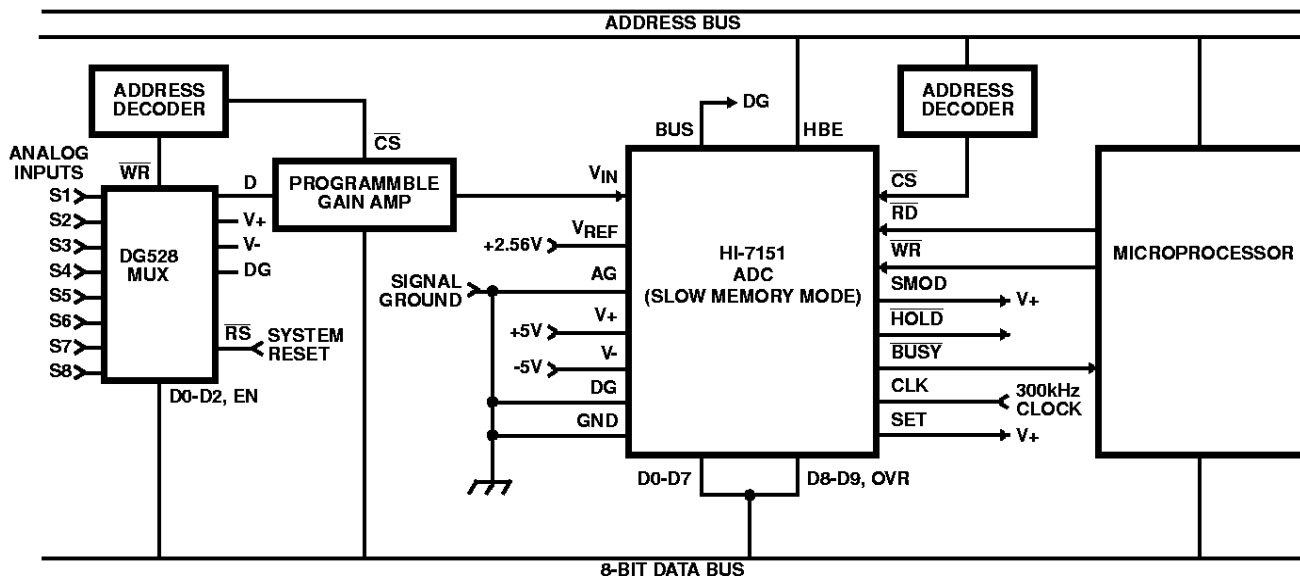 ADDRESS BUS
ADDRESS
DECODER
ADDRESS
DECODER
DG
BUS
HBE
CS
ANALOG
INPUTS
WR
S1
S2
S3
S4
S5
S6
S7
S8
DG528
MUX
D
V+
V-
DG
RS
SYSTEM
RESET
D0-D2, EN
PROGRAMMBLE
GAIN AMP
VIN
VREF
+2.56V
AG
SIGNAL
GROUND
V+
+5V
V-
-5V
DG
GND
HI-7151
ADC
(SLOW MEMORY MODE)
CS
RD
WR
SMOD
V+
HOLD
BUSY
CLK
300kHz
CLOCK
SET
V+
MICROPROCESSOR
D0-D7
D8-D9, OVR
8-BIT DATA BUS